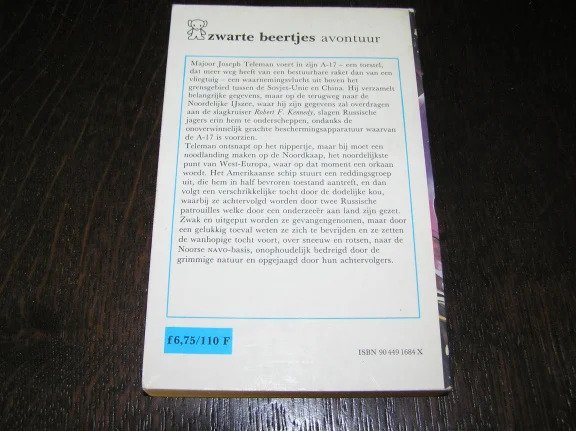 zwarte beertjes avontuur
Majoor Joseph Teleman voert in zijn A-17 – een toestel,
dat meer weg heeft van een bestuurbare raket dan van een
vliegtuig – een waarnemingsvlucht uit boven het
grensgebied tussen de Sovjet-Unie en China. Hij verzamelt
belangrijke gegevens, maar op de terugweg naar de
Noordelijke IJszee, waar hij zijn gegevens zal overdragen
aan de slagkruiser Robert F. Kennedy, slagen Russische
jagers erin hem te onderscheppen, ondanks de
onoverwinnelijk geachte beschermingsapparatuur waarvan
de A-17 is voorzien.
Teleman ontsnapt op het nippertje, maar hij moet een
noodlanding maken op de Noordkaap, het noordelijkste
punt van West-Europa, waar op dat moment een orkaan
woedt. Het Amerikaanse schip stuurt een reddingsgroep
uit, die hem in half bevroren toestand aantreft, en dan
volgt een verschrikkelijke tocht door de dodelijke kou,
waarbij ze achtervolgd worden door twee Russische
patrouilles welke door een onderzeeër aan land zijn gezet.
Zwak en uitgeput worden ze gevangengenomen, maar door
een gelukkig toeval weten ze zich te bevrijden en ze zetten
de wanhopige tocht voort, over sneeuw en rotsen, naar de
Noorse NAVO-basis, onophoudelijk bedreigd door de
grimmige natuur en opgejaagd door hun achtervolgers.
f 6,75/110 F
ISBN 90 449 1684 X